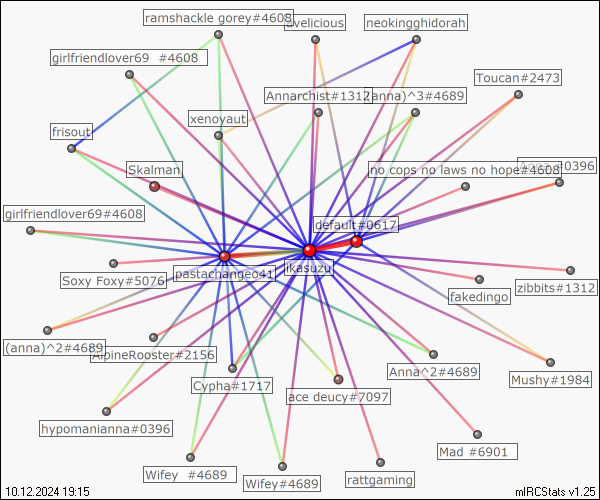 ramshackle gorey#4608
velicious
neokingghidorah
girlfriendlover69 #4608
Toucan#2473
Annarchist#1312
(anna)^3#4689
xenoyaut
frisout
Skalman
no cops no laws no hope#4608
#0396
girlfriendlover69#4608
default#0617
pastachangeo41
ikasuzu
Soxy Foxy#5076
fakedingo
zibbits#1312
(anna)^2#4689
AlpineRooster#2156
Cypha#1717
Anna^2#4689
Mushy#1984
ace deucy#7097
hypomanianna#0396
Mad #6901
Wifey #4689
Wifey#4689
rattgaming
10.12.2024 19:15
mIRCStats v1.25